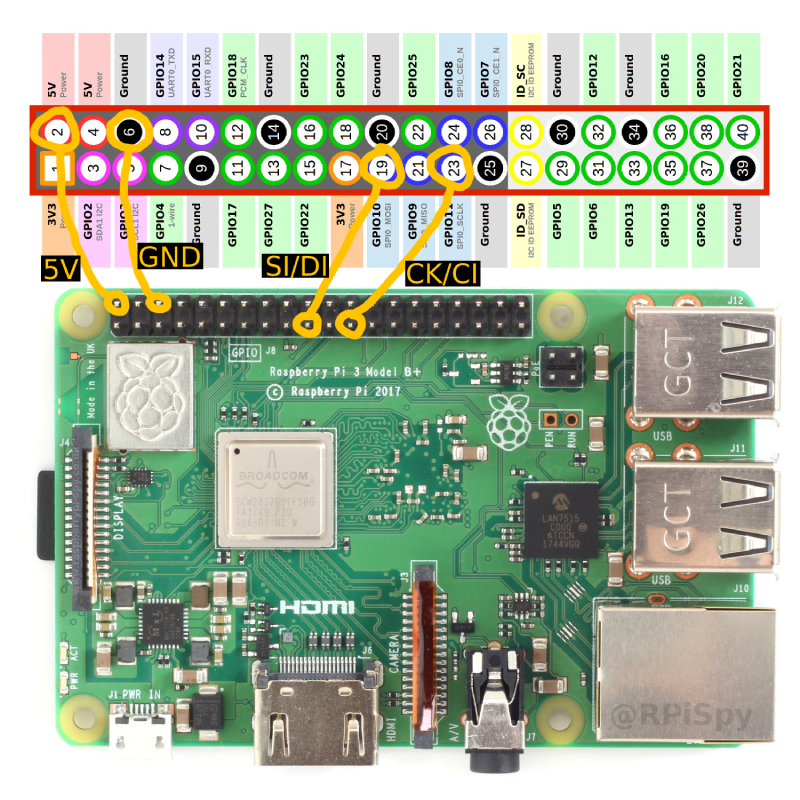 5V Power
5V Power
Ground
GPIO14 UART0_TXD
GPIO15 UART0_RXD
GPIO18 PCM_CLK
Ground
GPIO23
GPIO24
Ground
GPIO25
GPIO8 SPI0_CE0_N
GPIO7 SPI0_CE1_N
ID_SC I2C ID EEPROM
GPIO12
Ground
GPIO16
GPIO20
GPIO21
2 4 6 8 10 12 14 16 18 20 22 24 26 28 30 32 34 36 38 40
1 3 5 7 9 11 13 15 17 19 21 23 25 27 29 31 33 35 37 39
3V3
GPIO2 SDA1 I2C
GPIO4 1-wire
Ground
GPIO17
GPIO27
GPIO22
3V3 Power
GPIO10 SPI0_MOSI
Ground
ID_SD I2C ID EEPROM
GPIO5
GPIO6
GPIO13
GPIO19
GPIO26
Ground
5V
GND
SI/DI
CK/CI
J12
GPIO
J8
Made in the UK
Raspberry Pi 3 Model B+
© Raspberry Pi 2017
PoE
GCT
PEN
RUN
USB
J4
BROADCOM
J11
DISPLAY
LAN7515
1744VGQ
GCT
USB
J3
J10
HDMI
CAMERA
ACT
PWR
J6
J1 PWR IN
HDMI
A/V
J7
@RPiSpy